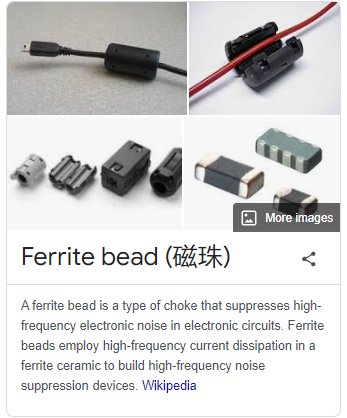 More images
Ferrite bead (磁珠)
A ferrite bead is a type of choke that suppresses high-
frequency electronic noise in electronic circuits. Ferrite
beads employ high-frequency current dissipation in a
ferrite ceramic to build high-frequency noise
suppression devices. Wikipedia